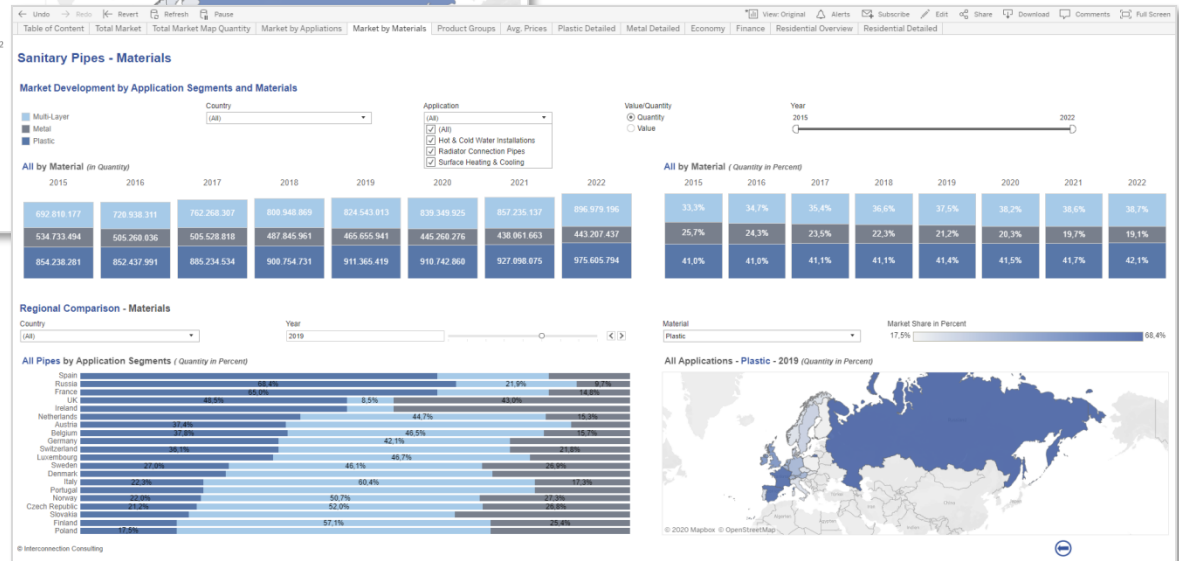 Undo Redo Revert Refresh Pause View: Original Alerts Subscribe Edit Share Download Comments Full Screen
Table of Content Total Market Total Market Map Quantity Market by Appliations Market by Materials Product Groups Avg. Prices Plastic Detailed Metal Detailed Economy Finance Residential Overview Residential Detailed
Sanitary Pipes - Materials
Market Development by Application Segments and Materials
Multi-Layer
Metal
Plastic
Country
(All)
Application
(All)
(All)
Hot & Cold Water Installations
Radiator Connection Pipes
Surface Heating & Cooling
Value/Quantity
Quantity
Value
Year
2015 2022
All by Material (in Quantity)
2015 2016 2017 2018 2019 2020 2021 2022
692.810.177 720.938.311 762.268.307 800.948.069 824.543.013 839.349.925 857.235.137 896.979.196
534.733.494 505.260.036 505.528.818 487.845.961 465.655.941 445.260.276 438.061.663 443.207.437
854.238.281 852.437.991 885.234.534 900.754.731 911.365.419 910.742.860 927.098.075 975.605.794
All by Material ( Quantity in Percent)
2015 2016 2017 2018 2019 2020 2021 2022
33,3% 34,7% 35,4% 36,6% 37,5% 38,2% 38,6% 38,7%
25,7% 24,3% 23,5% 22,3% 21,2% 20,3% 19,7% 19,1%
41,0% 41,0% 41,1% 41,1% 41,4% 41,5% 41,7% 42,1%
Regional Comparison - Materials
Country
(All)
Year
2019
Material
Plastic
Market Share in Percent
17,5% 68,4%
All Pipes by Application Segments ( Quantity in Percent)
Spain
Russia 68,4% 21,9% 9,7%
France 65,0% 14,8%
UK 48,5% 8,5% 43,0%
Ireland
Netherlands 44,7% 15,3%
Austria 37,4%
Belgium 37,8% 46,5% 15,7%
Germany 42,1%
Switzerland 36,1% 21,8%
Luxembourg 46,7%
Sweden 27,0% 46,1% 26,9%
Denmark
Italy 22,3% 60,4% 17,3%
Portugal
Norway 22,0% 50,7% 27,3%
Czech Republic 21,2% 52,0% 26,8%
Slovakia
Finland 57,1% 25,4%
Poland 17,5%
All Applications - Plastic - 2019 (Quantity in Percent)
© 2020 Mapbox © OpenStreetMap
© Interconnection Consulting